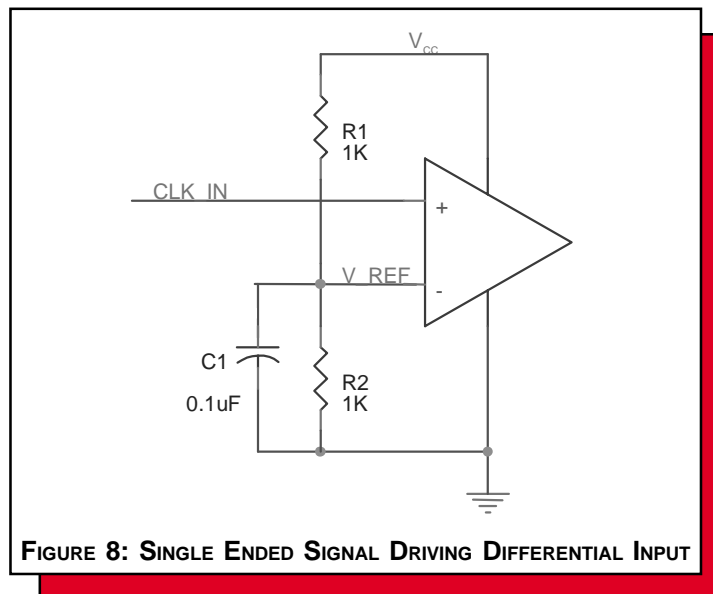 Vcc
R1
1K
CLK_IN
+
V_REF
-
C1
0.1uF
R2
1K
FIGURE 8: SINGLE ENDED SIGNAL DRIVING DIFFERENTIAL INPUT